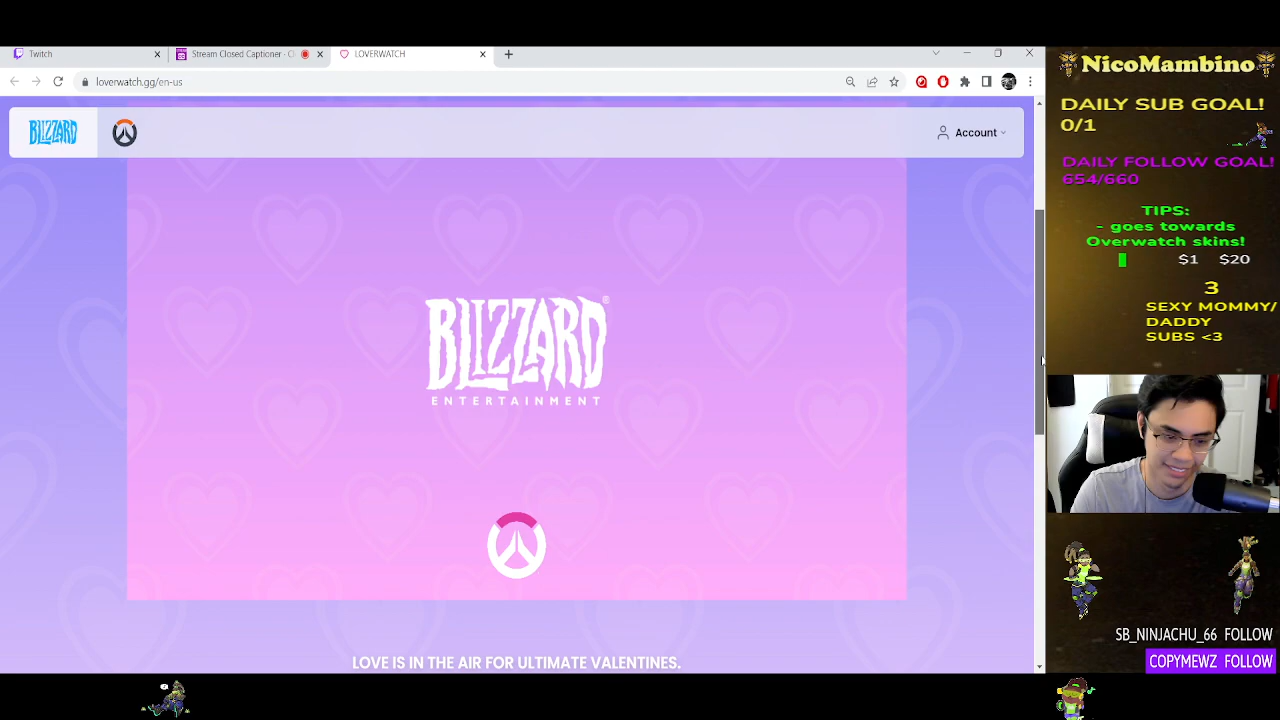 Twitch
Stream Closed Captioner - C
LOVERWATCH
loverwatch.gg/en-us
BLIZZARD
Account
BLIZZARD®
ENTERTAINMENT
LOVE IS IN THE AIR FOR ULTIMATE VALENTINES.
NicoMambino
DAILY SUB GOAL!
0/1
DAILY FOLLOW GOAL!
654/660
TIPS:
- goes towards
Overwatch skins!
$1 $20
3
SEXY MOMMY/
DADDY
SUBS <3
SB_NINJACHU_66 FOLLOW
COPYMEWZ FOLLOW